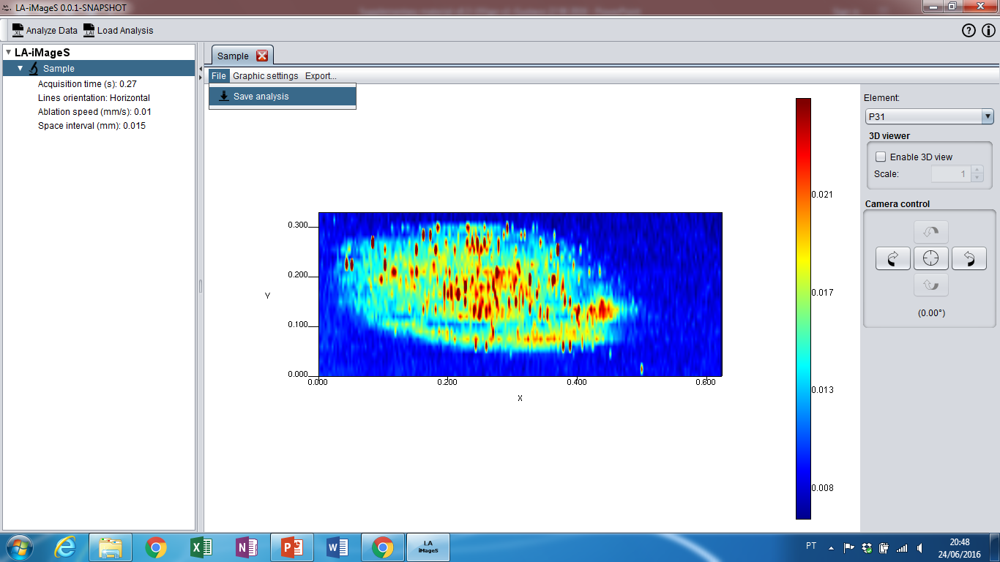 LA-iMageS 0.0.1-SNAPSHOT
Analyze Data Load Analysis
LA-iMageS
Sample
Acquisition time (s): 0.27
Lines orientation: Horizontal
Ablation speed (mm/s): 0.01
Space interval (mm): 0.015
Sample
File Graphic settings Export...
Save analysis
0.300
0.200
0.100
0.000
Y
0.000 0.200 0.400 0.600
X
0.021
0.017
0.013
0.008
Element:
P31
3D viewer
Enable 3D view
Scale: 1
Camera control
(0.00°)
LA
iMageS
PT
20:48
24/06/2016